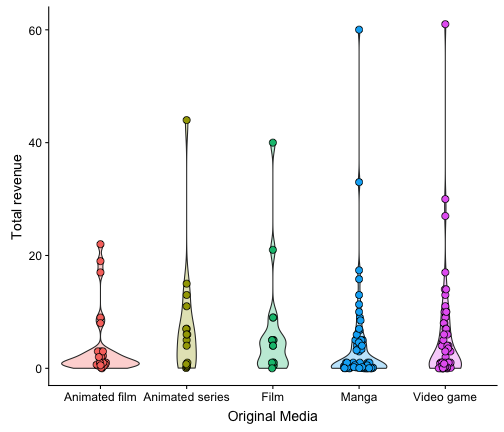 Total revenue
60
40
20
0
Animated film Animated series Film Manga Video game
Original Media